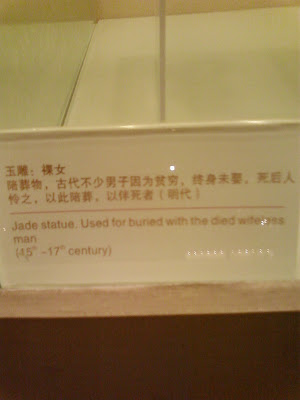 玉雕：裸女
陪葬物，古代不少男子因为贫穷，终身未娶，死后人
怜之，以此陪葬，以伴死者（明代）
Jade statue. Used for buried with the died wifeless
man
(15th -17th century)